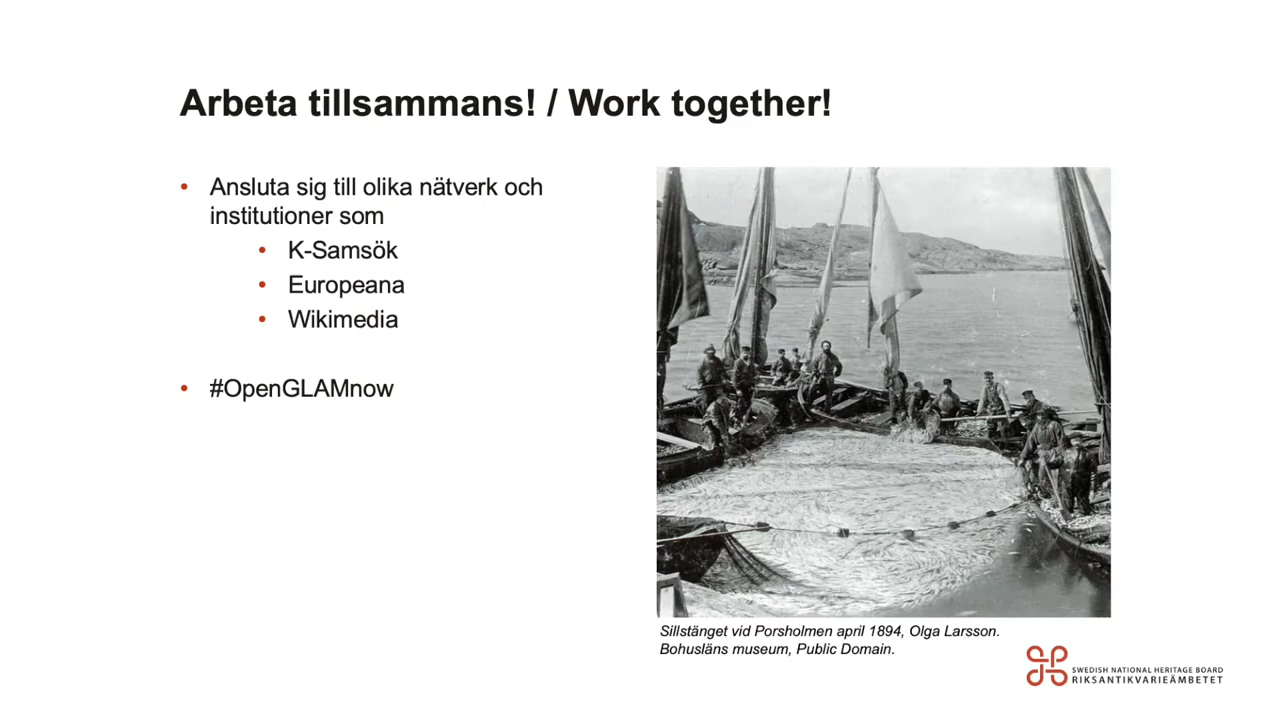 Arbeta tillsammans! / Work together!
• Ansluta sig till olika nätverk och
institutioner som
• K-Samsök
• Europeana
• Wikimedia
• #OpenGLAMnow
Sillstänget vid Porsholmen april 1894, Olga Larsson.
Bohusläns museum, Public Domain.
SWEDISH NATIONAL HERITAGE BOARD
RIKSANTIKVARIEÄMBETET